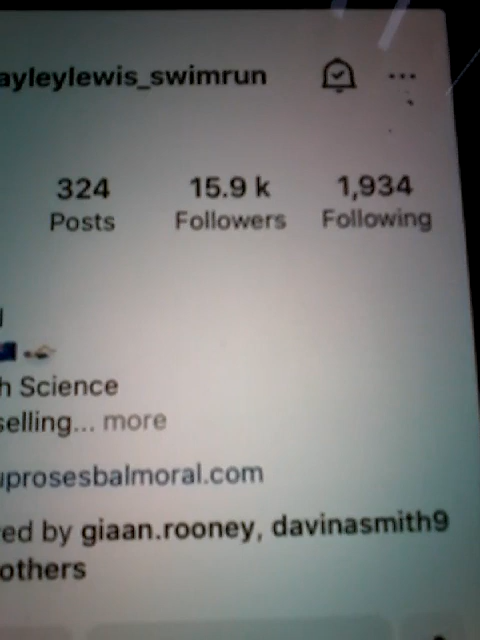 ayleylewis_swimrun
324 15.9 k 1,934
Posts Followers Following
h Science
selling... more
uprosesbalmoral.com
ed by giaan.rooney, davinasmith9
others